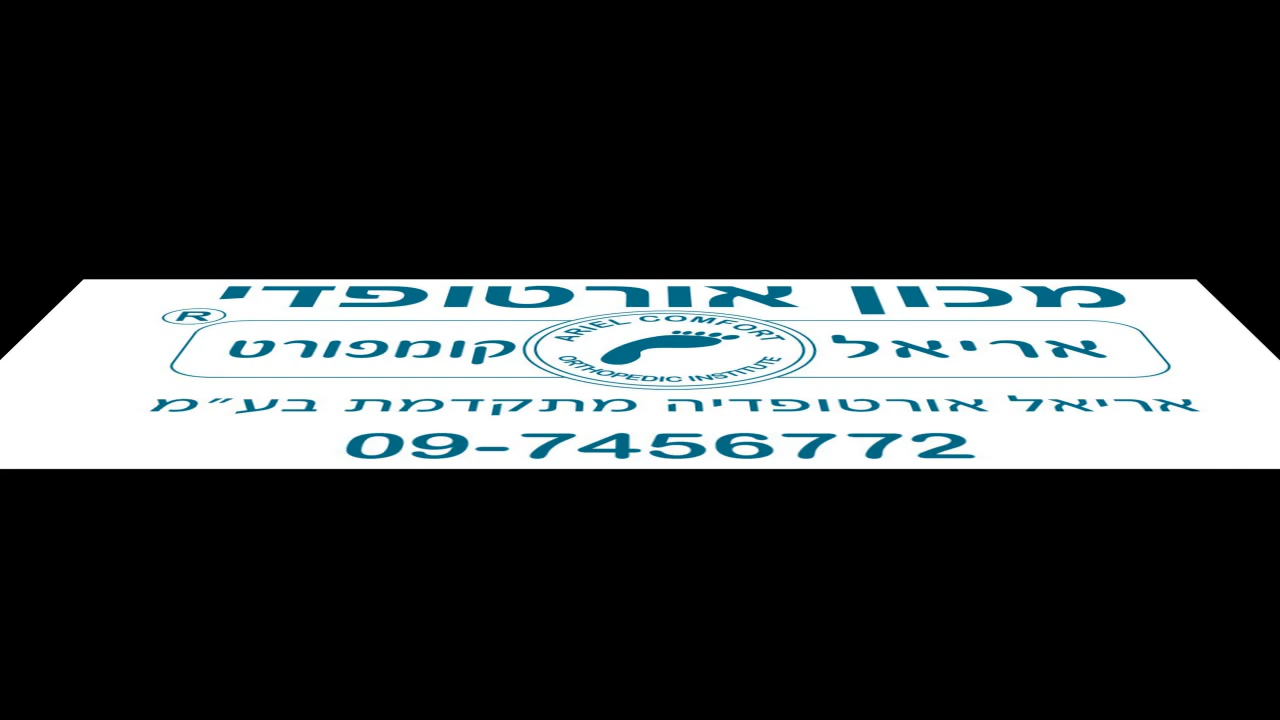 מכון אורטופדי
®
אריאל קומפורט
ARIEL COMFORT
ORTHOPEDIC INSTITUTE
אריאל אורטופדיה מתקדמת בע״מ
09-7456772